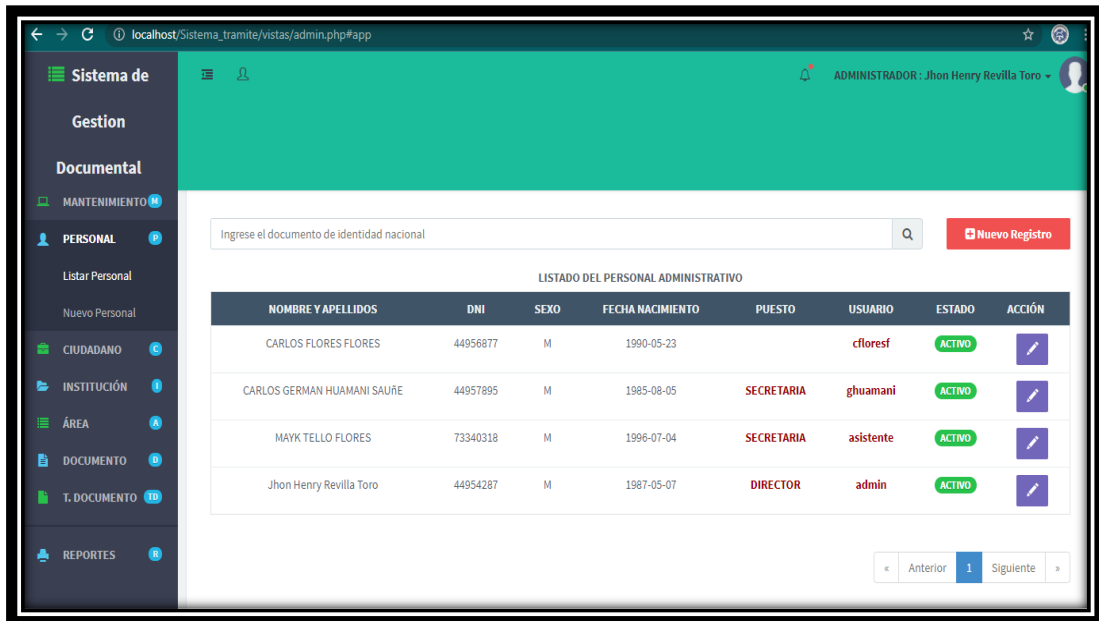 localhost/Sistema_tramite/vistas/admin.php#app
Sistema de
Gestion
Documental
ADMINISTRADOR : Jhon Henry Revilla Toro
MANTENIMIENTO M
PERSONAL P
Listar Personal
Nuevo Personal
CIUDADANO C
INSTITUCIÓN I
ÁREA A
DOCUMENTO D
T. DOCUMENTO TD
REPORTES R
Ingrese el documento de identidad nacional
Nuevo Registro
LISTADO DEL PERSONAL ADMINISTRATIVO
NOMBRE Y APELLIDOS DNI SEXO FECHA NACIMIENTO PUESTO USUARIO ESTADO ACCIÓN
CARLOS FLORES FLORES 44956877 M 1990-05-23 cfloresf ACTIVO
CARLOS GERMAN HUAMANI SAUñE 44957895 M 1985-08-05 SECRETARIA ghuamani ACTIVO
MAYK TELLO FLORES 73340318 M 1996-07-04 SECRETARIA asistente ACTIVO
Jhon Henry Revilla Toro 44954287 M 1987-05-07 DIRECTOR admin ACTIVO
« Anterior 1 Siguiente »